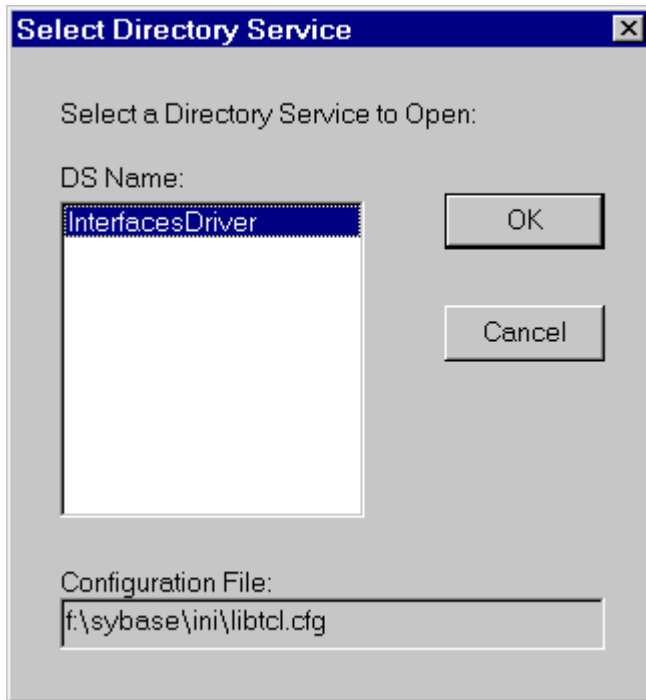 Select Directory Service
Select a Directory Service to Open:
DS Name:
InterfacesDriver
OK
Cancel
Configuration File:
f:\sybase\ini\libtcl.cfg